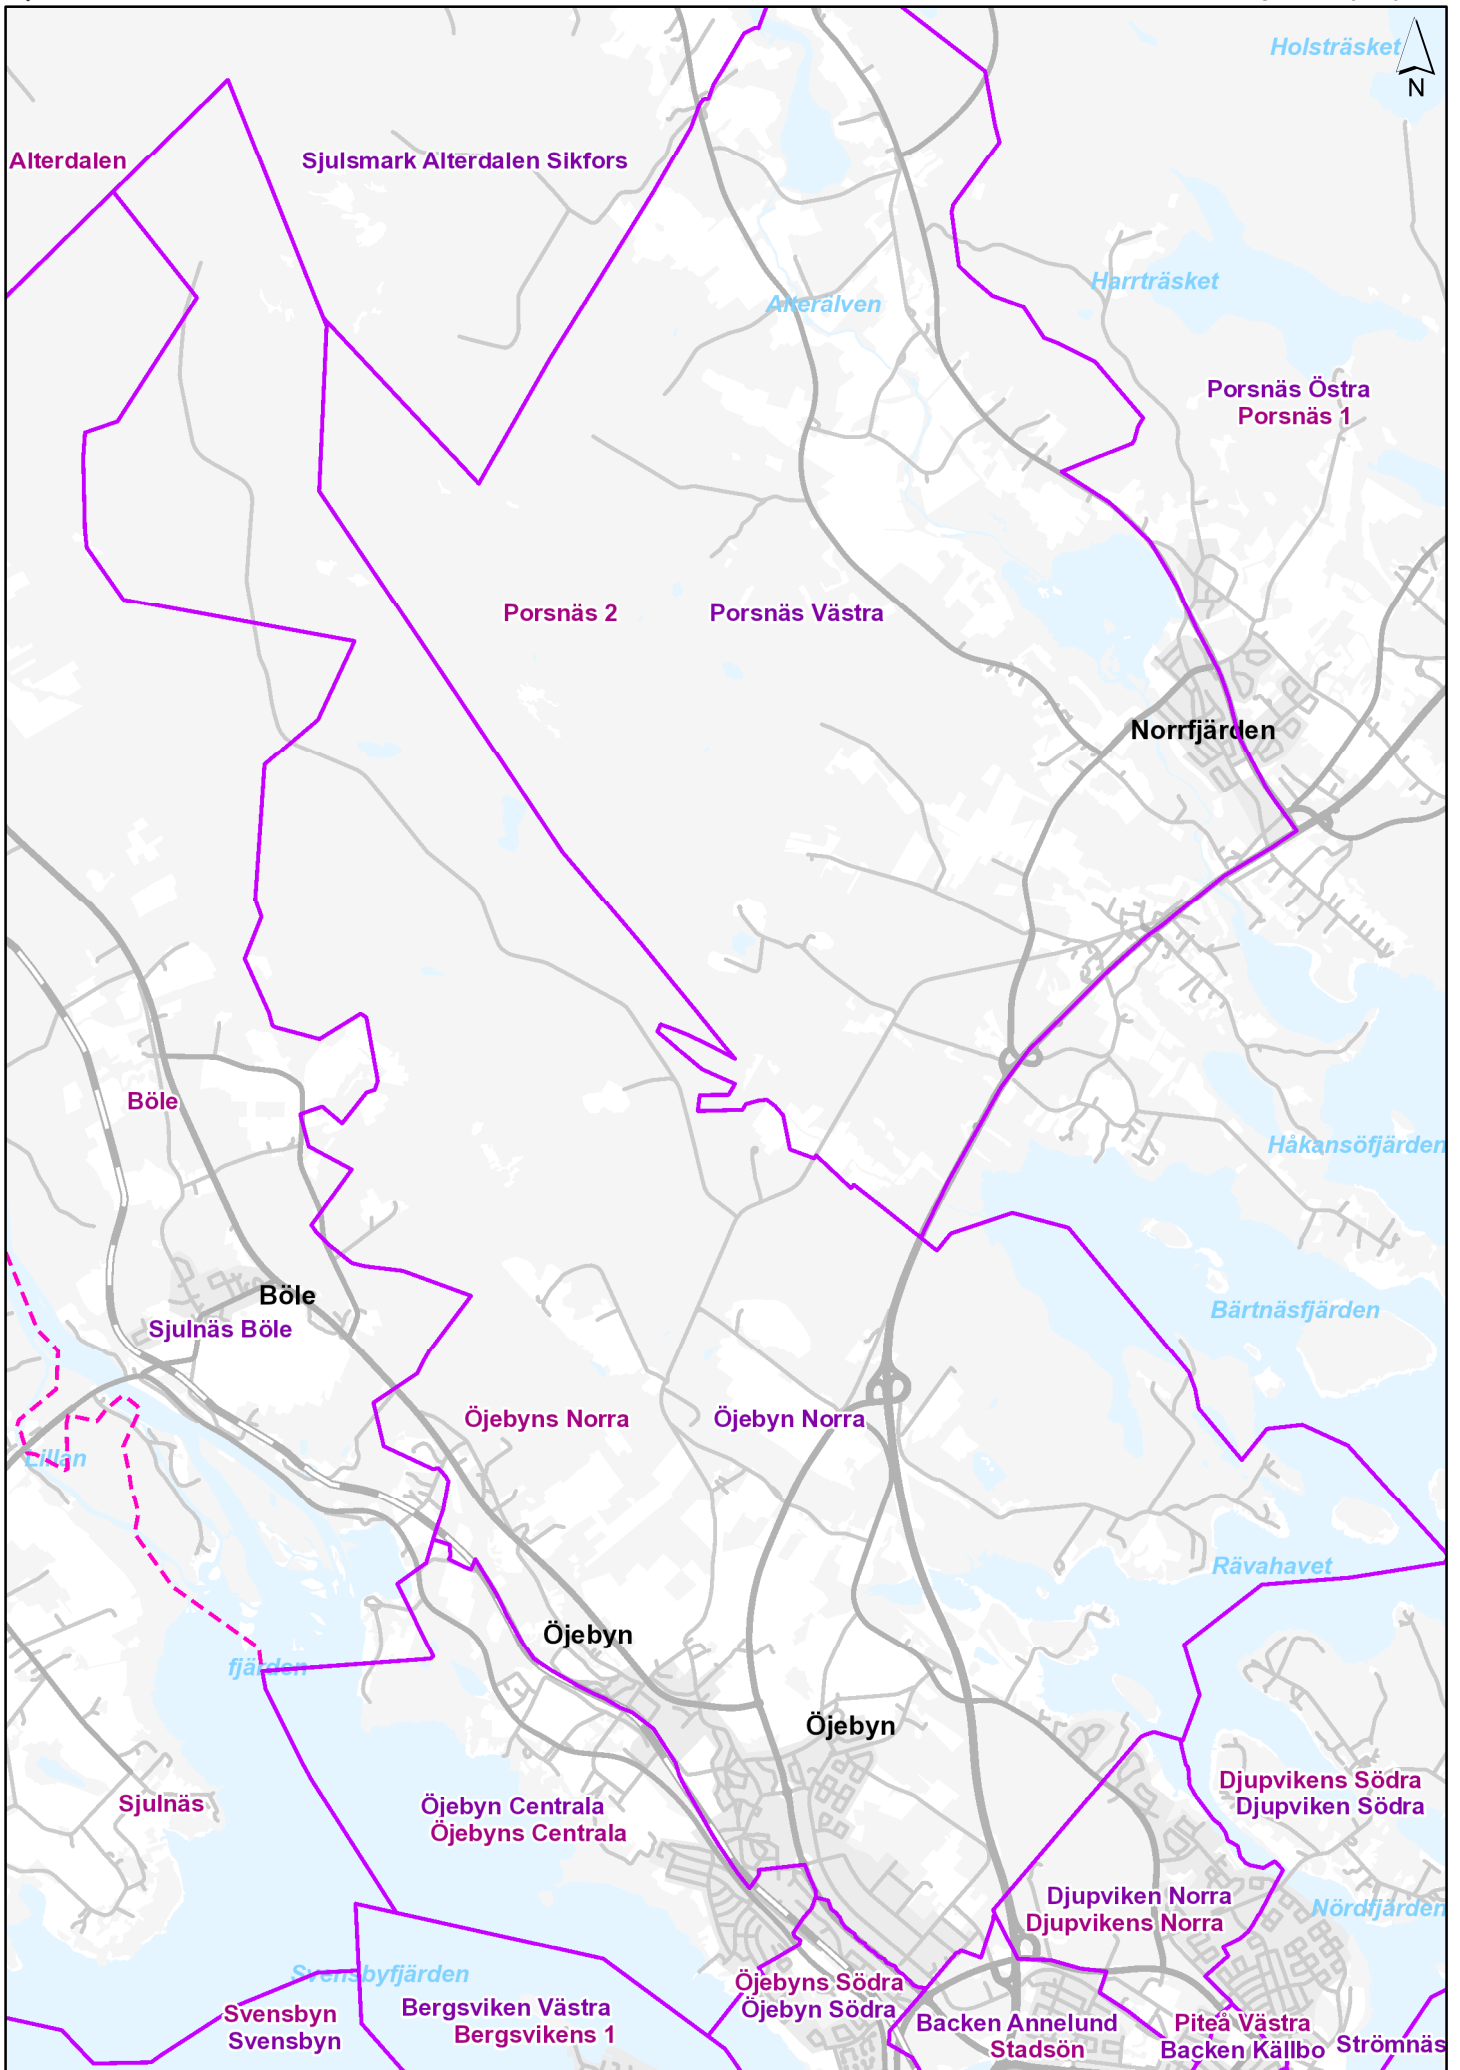 Holsträsket
N
Alterdalen
Sjulsmark Alterdalen Sikfors
Harrträsket
Alterälven
Porsnäs Östra
Porsnäs 1
Porsnäs 2
Porsnäs Västra
Norrfjärden
Böle
Håkansöfjärden
Böle
Sjulnäs Böle
Bärtnäsfjärden
Öjebyns Norra
Öjebyn Norra
Lillan
Rävahavet
Öjebyn
fjärden
Öjebyn
Sjulnäs
Öjebyn Centrala
Öjebyns Centrala
Djupvikens Södra
Djupviken Södra
Djupviken Norra
Djupvikens Norra
Nördfjärden
Svensbyfjärden
Öjebyns Södra
Öjebyn Södra
Svensbyn
Svensbyn
Bergsviken Västra
Bergsvikens 1
Backen Annelund
Stadsön
Piteå Västra
Backen Källbo
Strömnäs